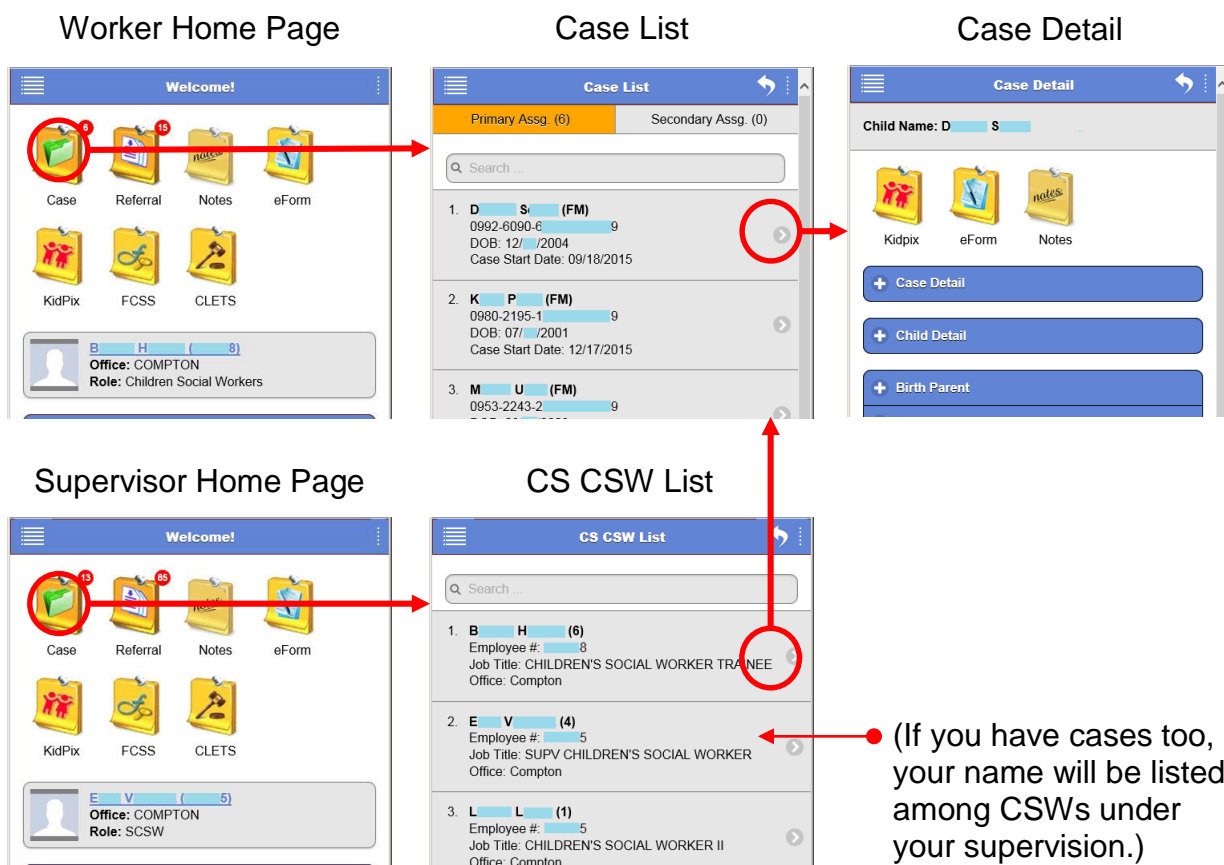 Worker Home Page
Case List
Case Detail
Welcome!
6
15
notes
Case
Referral
Notes
eForm
KidPix
FCSS
CLETS
B H ( 8)
Office: COMPTON
Role: Children Social Workers
Case List
Primary Assg. (6)
Secondary Assg. (0)
Search ...
1. D S (FM)
0992-6090-6 9
DOB: 12/ /2004
Case Start Date: 09/18/2015
2. K P (FM)
0980-2195-1 9
DOB: 07/ /2001
Case Start Date: 12/17/2015
3. M U (FM)
0953-2243-2 9
Case Detail
Child Name: D S
notes
Kidpix
eForm
Notes
Case Detail
Child Detail
Birth Parent
Supervisor Home Page
CS CSW List
Welcome!
13
85
notes
Case
Referral
Notes
eForm
KidPix
FCSS
CLETS
E V ( 5)
Office: COMPTON
Role: SCSW
CS CSW List
Search ...
1. B H (6)
Employee #: 8
Job Title: CHILDREN'S SOCIAL WORKER TRAINEE
Office: Compton
2. E V (4)
Employee #: 5
Job Title: SUPV CHILDREN'S SOCIAL WORKER
Office: Compton
3. L L (1)
Employee #: 5
Job Title: CHILDREN'S SOCIAL WORKER II
Office: Compton
(If you have cases too,
your name will be listed
among CSWs under
your supervision.)